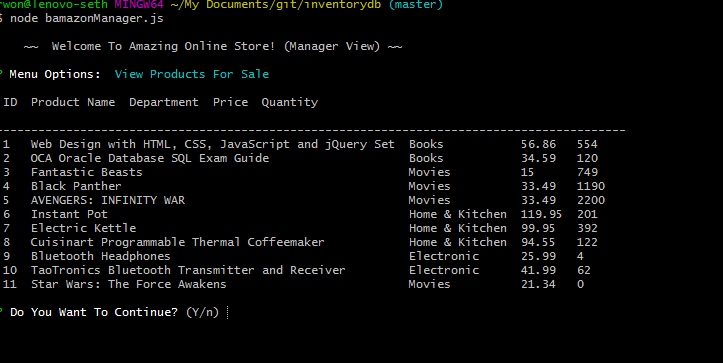 rwon@lenovo-seth MINGW64 ~/My Documents/git/inventorydb (master)
$ node bamazonManager.js
~~ Welcome To Amazing Online Store! (Manager View) ~~
? Menu Options: View Products For Sale
ID Product Name Department Price Quantity
--------------------------------------------------------------------------------
1 Web Design with HTML, CSS, JavaScript and jQuery Set Books 56.86 554
2 OCA Oracle Database SQL Exam Guide Books 34.59 120
3 Fantastic Beasts Movies 15 749
4 Black Panther Movies 33.49 1190
5 AVENGERS: INFINITY WAR Movies 33.49 2200
6 Instant Pot Home & Kitchen 119.95 201
7 Electric Kettle Home & Kitchen 99.95 392
8 Cuisinart Programmable Thermal Coffeemaker Home & Kitchen 94.55 122
9 Bluetooth Headphones Electronic 25.99 4
10 TaoTronics Bluetooth Transmitter and Receiver Electronic 41.99 62
11 Star Wars: The Force Awakens Movies 21.34 0
? Do You Want To Continue? (Y/n)